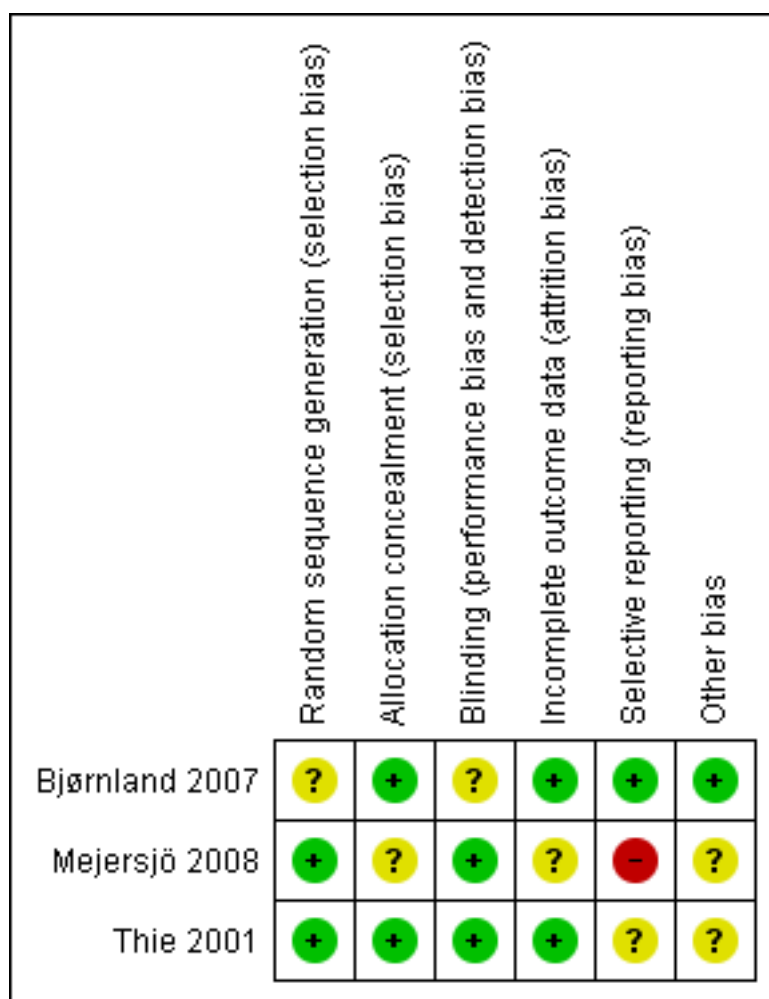 Random sequence generation (selection bias)
Allocation concealment (selection bias)
Blinding (performance bias and detection bias)
Incomplete outcome data (attrition bias)
Selective reporting (reporting bias)
Other bias
Bjørnland 2007 ? + ? + + +
Mejersjö 2008 + ? + ? - ?
Thie 2001 + + + + ? ?